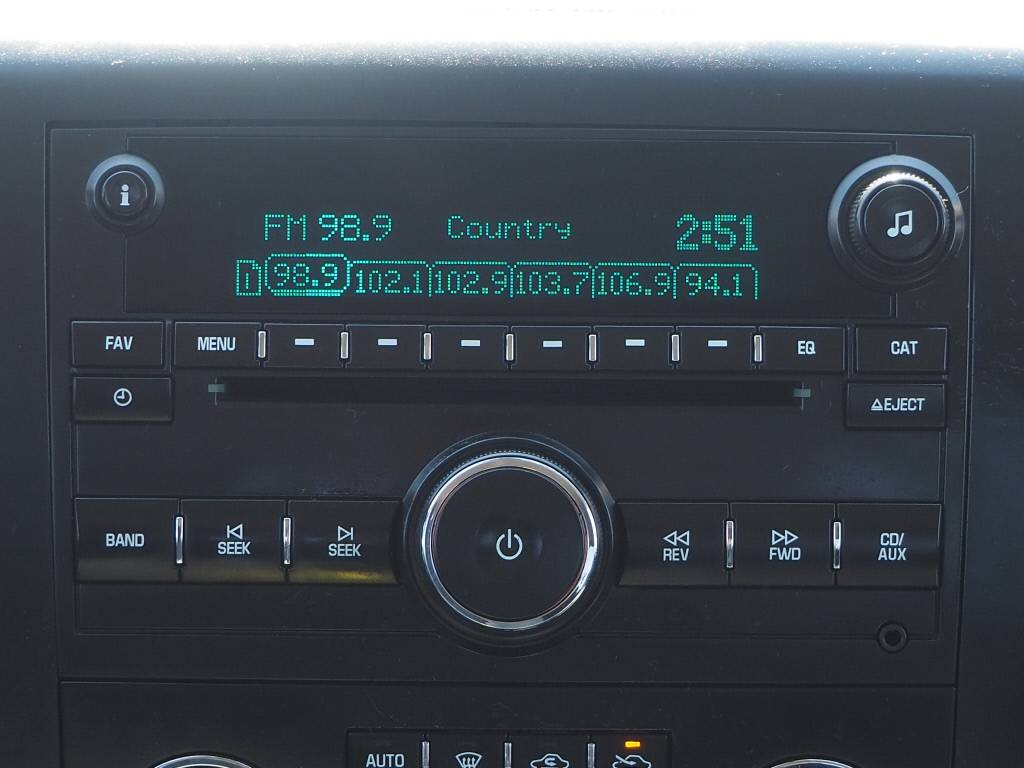 FM 98.9 Country 2:51
1 98.9 102.1 102.9 103.7 106.9 94.1
FAV MENU EQ CAT
EJECT
BAND SEEK SEEK REV FWD CD/
AUX
AUTO